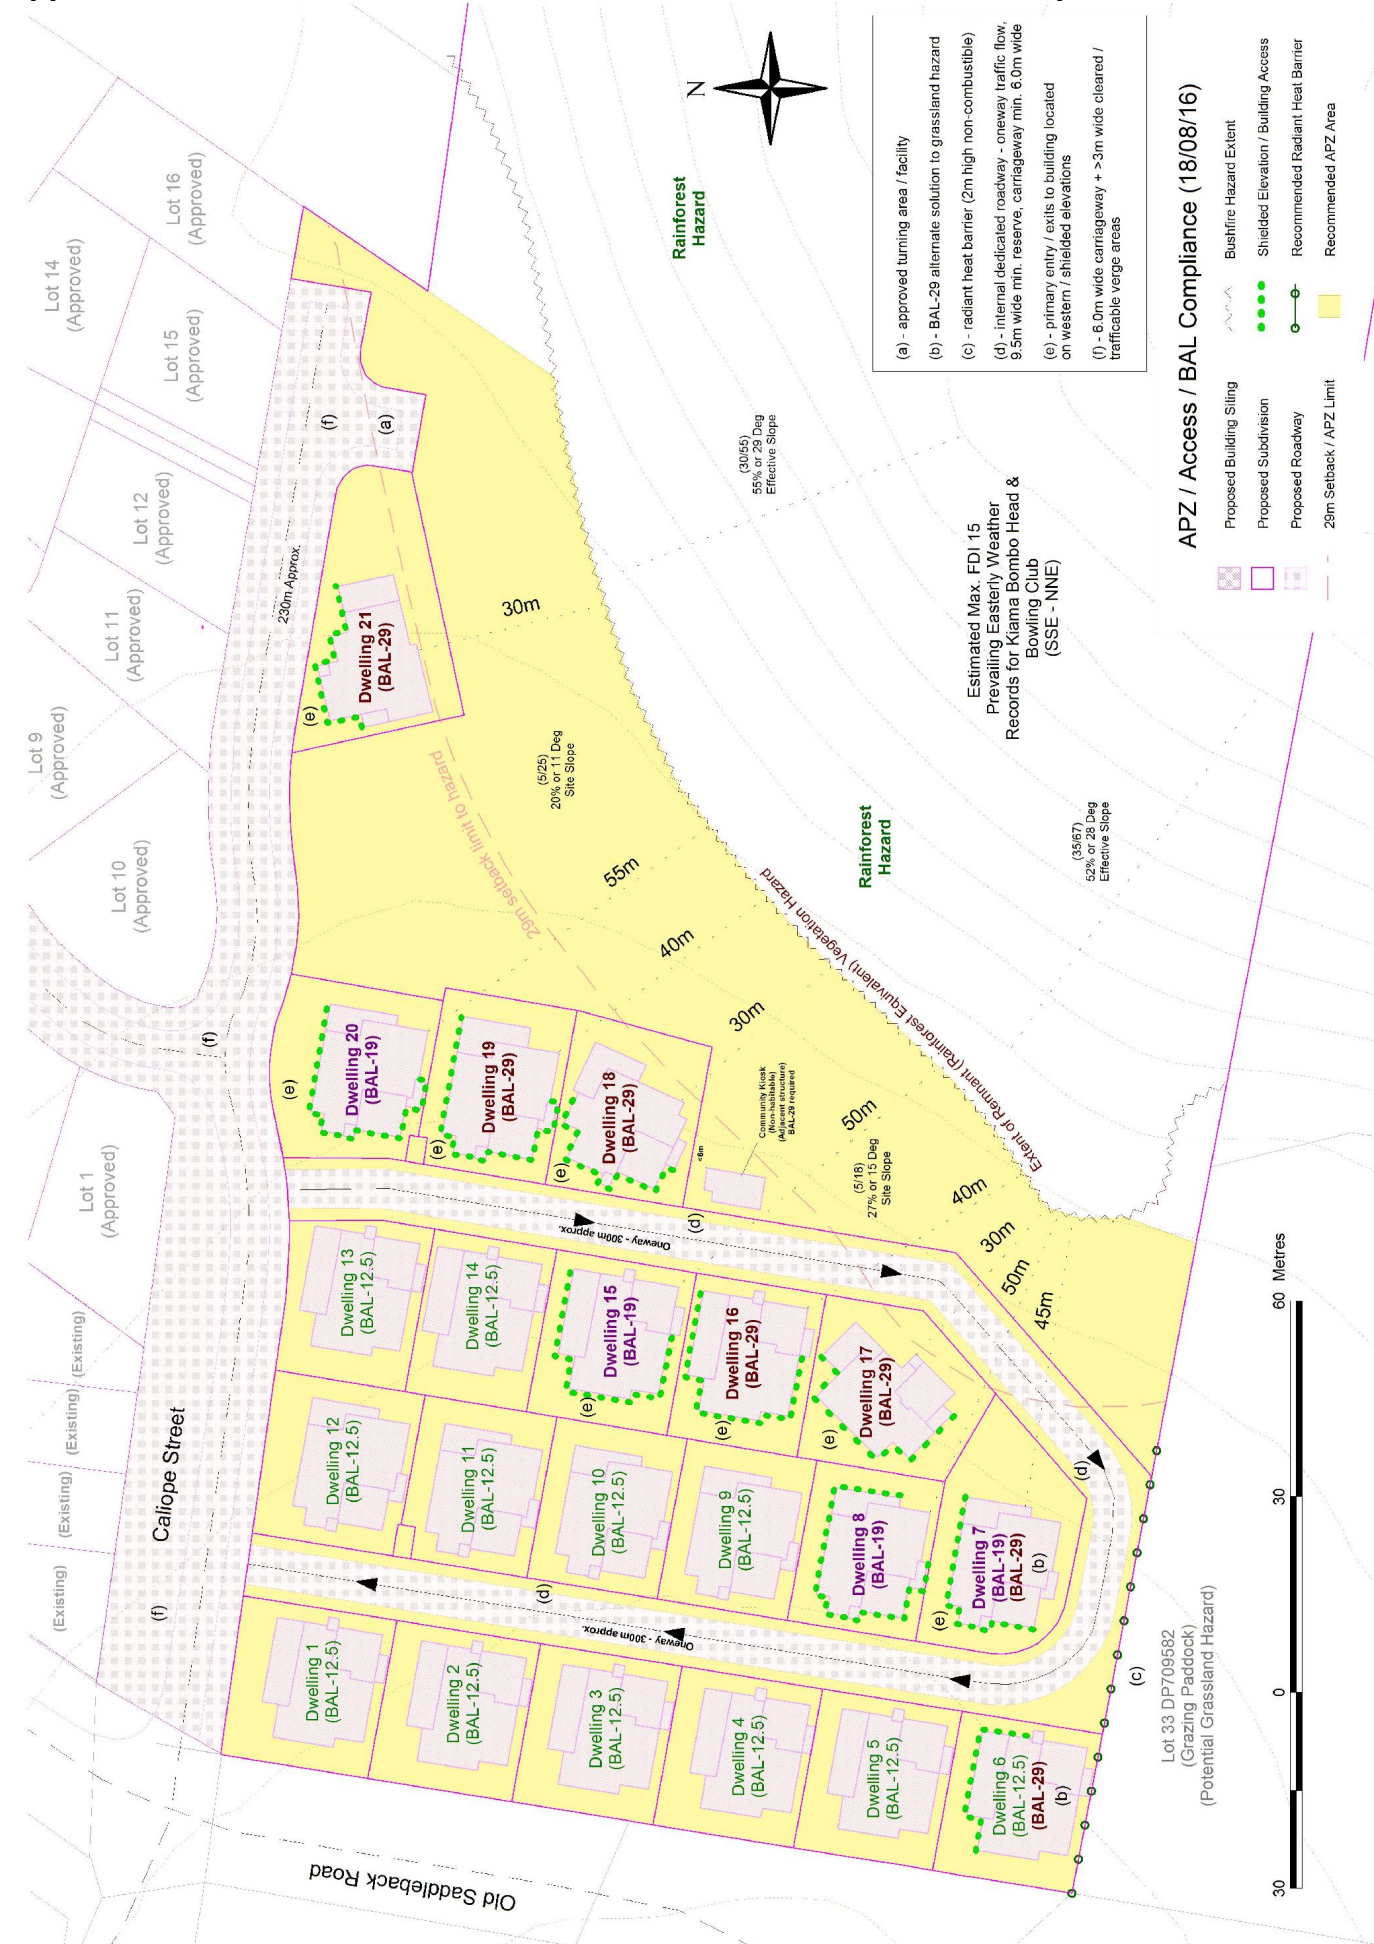 Lot 14
(Approved)
Lot 16
(Approved)
Lot 15
(Approved)
Lot 12
(Approved)
Lot 11
(Approved)
Lot 9
(Approved)
Lot 10
(Approved)
Lot 1
(Approved)
(Existing)
(Existing)
(Existing)
(Existing)
Caliope Street
Old Saddleback Road
230m Approx.
(f)
(a)
(f)
(f)
N
Rainforest
Hazard
Rainforest
Hazard
(30/55)
55% or 29 Deg
Effective Slope
(35/67)
52% or 28 Deg
Effective Slope
(5/25)
20% or 11 Deg
Site Slope
(5/18)
27% or 15 Deg
Site Slope
Estimated Max. FDI 15
Prevailing Easterly Weather
Records for Kiama Bombo Head &
Bowling Club
(SSE - NNE)
29m setback limit to hazard
Extent of Remnant (Rainforest Equivalent) Vegetation Hazard
30m
55m
40m
30m
50m
40m
30m
50m
45m
Community Kiosk
(Non-habitable)
(Adjacent structure)
BAL-29 required
<6m
Dwelling 21
(BAL-29)
(e)
Dwelling 20
(BAL-19)
(e)
Dwelling 19
(BAL-29)
(e)
Dwelling 18
(BAL-29)
(e)
Oneway - 300m approx.
(d)
Dwelling 13
(BAL-12.5)
Dwelling 14
(BAL-12.5)
Dwelling 15
(BAL-19)
(e)
Dwelling 16
(BAL-29)
(e)
Dwelling 17
(BAL-29)
(e)
(d)
Dwelling 12
(BAL-12.5)
Dwelling 11
(BAL-12.5)
Dwelling 10
(BAL-12.5)
Dwelling 9
(BAL-12.5)
Dwelling 8
(BAL-19)
Dwelling 7
(BAL-19)
(BAL-29)
(b)
(e)
(d)
Oneway - 300m approx.
Dwelling 1
(BAL-12.5)
Dwelling 2
(BAL-12.5)
Dwelling 3
(BAL-12.5)
Dwelling 4
(BAL-12.5)
Dwelling 5
(BAL-12.5)
Dwelling 6
(BAL-12.5)
(BAL-29)
(b)
(c)
Lot 33 DP709582
(Grazing Paddock)
(Potential Grassland Hazard)
30
0
30
60
Metres
(a) - approved turning area / facility
(b) - BAL-29 alternate solution to grassland hazard
(c) - radiant heat barrier (2m high non-combustible)
(d) - internal dedicated roadway - oneway traffic flow,
9.5m wide min. reserve, carriageway min. 6.0m wide
(e) - primary entry / exits to building located
on western / shielded elevations
(f) - 6.0m wide carriageway + >3m wide cleared /
trafficable verge areas
APZ / Access / BAL Compliance (18/08/16)
Proposed Building Siting
Bushfire Hazard Extent
Proposed Subdivision
Shielded Elevation / Building Access
Proposed Roadway
Recommended Radiant Heat Barrier
29m Setback / APZ Limit
Recommended APZ Area